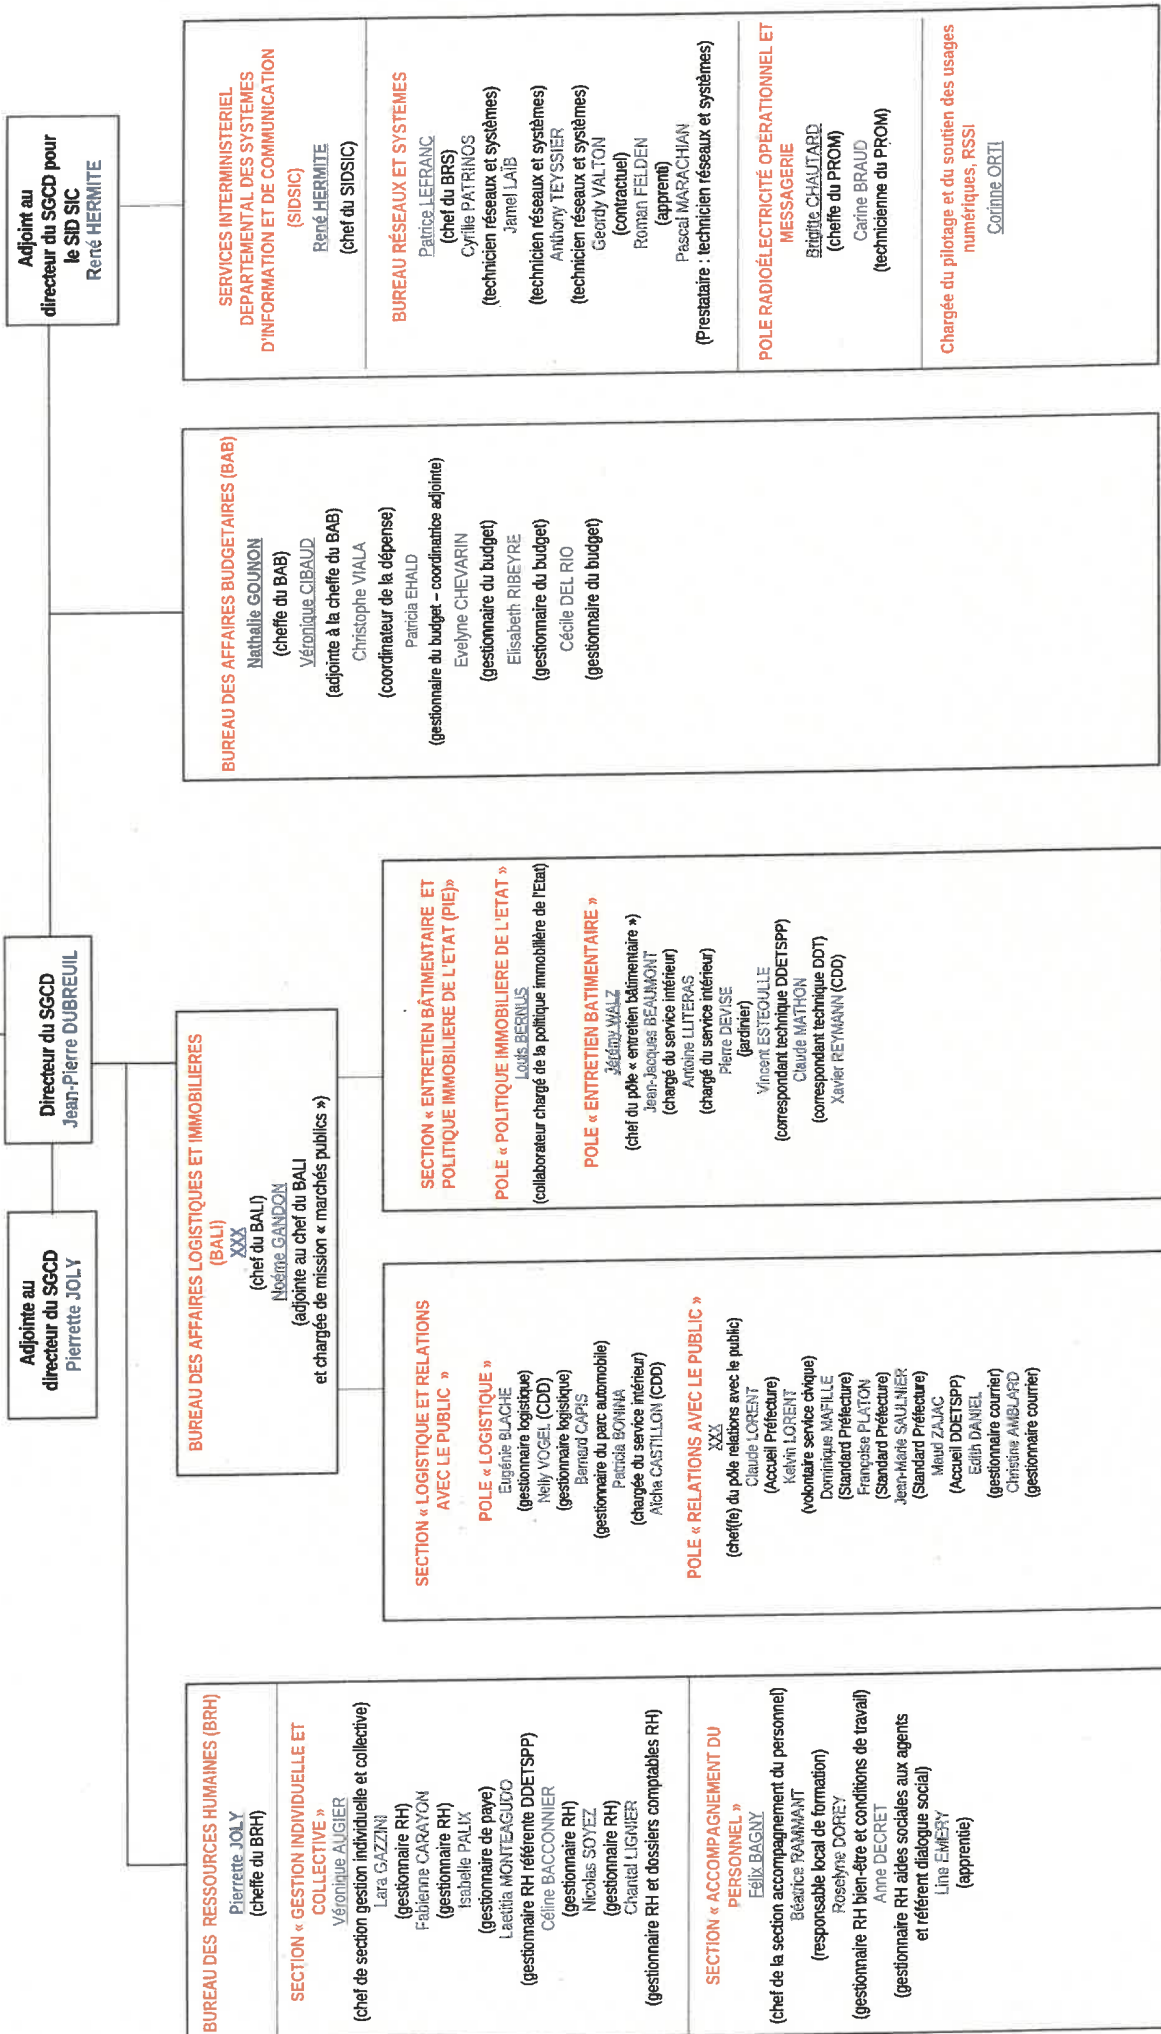 Adjointe au
directeur du SGCD
Pierrette JOLY
Directeur du SGCD
Jean-Pierre DUBREUIL
Adjoint au
directeur du SGCD pour
le SID SIC
René HERMITE
BUREAU DES RESSOURCES HUMAINES (BRH)
Pierrette JOLY
(cheffe du BRH)
SECTION « GESTION INDIVIDUELLE ET
COLLECTIVE »
Véronique AUGIER
(chef de section gestion individuelle et collective)
Lara GAZZINI
(gestionnaire RH)
Fabienne CARAYON
(gestionnaire RH)
Isabelle PALIX
(gestionnaire de paye)
Laetitia MONTEAGUDO
(gestionnaire RH référente DDETSPP)
Céline BACCONNIER
(gestionnaire RH)
Nicolas SOYEZ
(gestionnaire RH)
Chantal LIGNIER
(gestionnaire RH et dossiers comptables RH)
SECTION « ACCOMPAGNEMENT DU
PERSONNEL »
Félix BAGNY
(chef de la section accompagnement du personnel)
Béatrice RAMMANT
(responsable local de formation)
Roselyne DOREY
(gestionnaire RH bien-être et conditions de travail)
Anne DECRET
(gestionnaire RH aides sociales aux agents
et référent dialogue social)
Line EMERY
(apprentie)
BUREAU DES AFFAIRES LOGISTIQUES ET IMMOBILIERES
(BALI)
XXX
(chef du BALI)
Noémie GANDON
(adjointe au chef du BALI
et chargée de mission « marchés publics »)
SECTION « LOGISTIQUE ET RELATIONS
AVEC LE PUBLIC »
POLE « LOGISTIQUE »
Eugénie BLACHE
(gestionnaire logistique)
Nelly VOGEL (CDD)
(gestionnaire logistique)
Bernard CAPIS
(gestionnaire du parc automobile)
Patricia BONINA
(chargée du service intérieur)
Aïcha CASTILLON (CDD)
POLE « RELATIONS AVEC LE PUBLIC »
XXX
(chef(fe) du pôle relations avec le public)
Claude LORENT
(Accueil Préfecture)
Kelvin LORENT
(volontaire service civique)
Dominique MAFILLE
(Standard Préfecture)
Françoise PLATON
(Standard Préfecture)
Jean-Marie SAULNIER
(Standard Préfecture)
Maud ZAJAC
(Accueil DDETSPP)
Edith DANIEL
(gestionnaire courrier)
Christine AMBLARD
(gestionnaire courrier)
SECTION « ENTRETIEN BÂTIMENTAIRE ET
POLITIQUE IMMOBILIERE DE L'ETAT (PIE)»
POLE « POLITIQUE IMMOBILIERE DE L'ETAT »
Louis BERNUS
(collaborateur chargé de la politique immobilière de l'Etat)
POLE « ENTRETIEN BATIMENTAIRE »
Jérémy WALZ
(chef du pôle « entretien bâtimentaire »)
Jean-Jacques BEAUMONT
(chargé du service intérieur)
Antoine LLITERAS
(chargé du service intérieur)
Pierre DEVISE
(jardinier)
Vincent ESTEOULLE
(correspondant technique DDETSPP)
Claude MATHON
(correspondant technique DDT)
Xavier REYMANN (CDD)
BUREAU DES AFFAIRES BUDGETAIRES (BAB)
Nathalie GOUNON
(cheffe du BAB)
Véronique CIBAUD
(adjointe à la cheffe du BAB)
Christophe VIALA
(coordinateur de la dépense)
Patricia EHALD
(gestionnaire du budget – coordinatrice adjointe)
Evelyne CHEVARIN
(gestionnaire du budget)
Elisabeth RIBEYRE
(gestionnaire du budget)
Cécile DEL RIO
(gestionnaire du budget)
SERVICES INTERMINISTERIEL
DEPARTEMENTAL DES SYSTEMES
D'INFORMATION ET DE COMMUNICATION
(SIDSIC)
René HERMITE
(chef du SIDSIC)
BUREAU RÉSEAUX ET SYSTÈMES
Patrice LEFRANC
(chef du BRS)
Cyrille PATRINOS
(technicien réseaux et systèmes)
Jamel LAIB
(technicien réseaux et systèmes)
Anthony TEYSSIER
(technicien réseaux et systèmes)
Geordy VALTON
(contractuel)
Roman FELDEN
(apprenti)
Pascal MARACHIAN
(Prestataire : technicien réseaux et systèmes)
POLE RADIOÉLECTRICITÉ OPÉRATIONNEL ET
MESSAGERIE
Brigitte CHAUTARD
(cheffe du PROM)
Carine BRAUD
(technicienne du PROM)
Chargée du pilotage et du soutien des usages
numériques, RSSI
Corinne ORTI